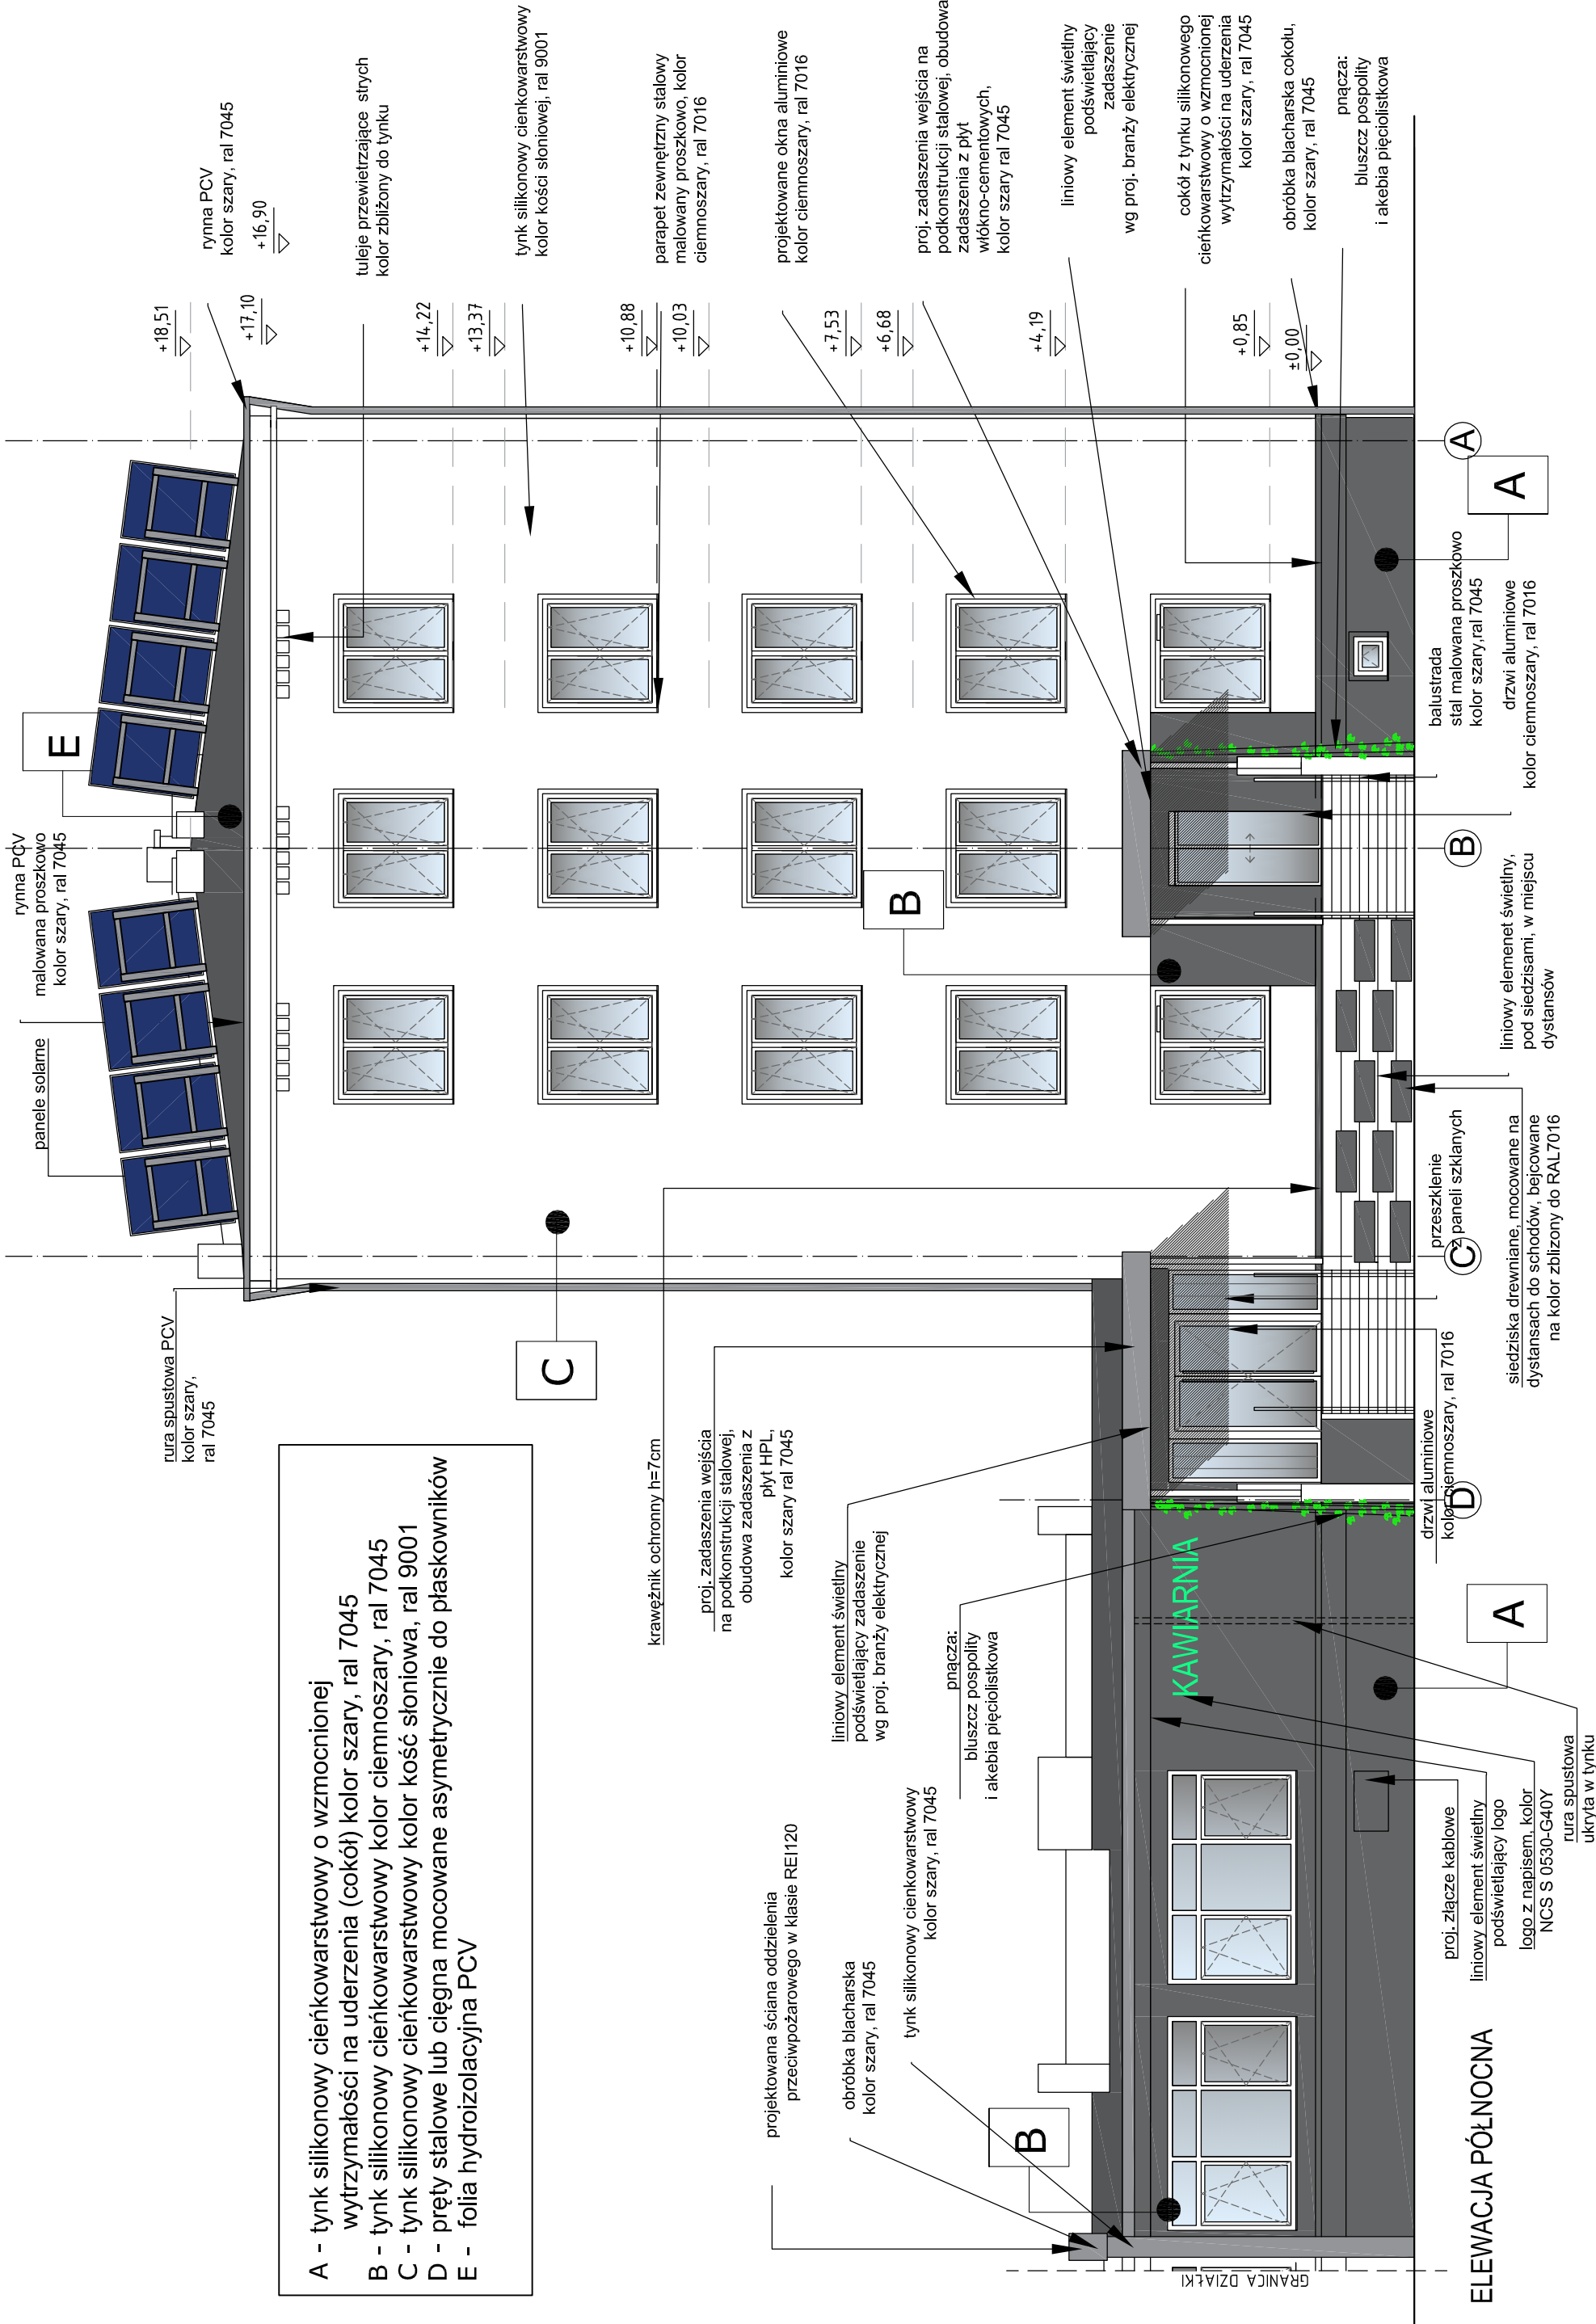 A - tynk silikonowy cieńkowarstwowy o wzmocnionej
wytrzymałości na uderzenia (cokół) kolor szary, ral 7045
B - tynk silikonowy cieńkowarstwowy kolor ciemnoszary, ral 7045
C - tynk silikonowy cieńkowarstwowy kolor kość słoniowa, ral 9001
D - pręty stalowe lub cięgna mocowane asymetrycznie do płaskowników
E - folia hydroizolacyjna PCV
rura spustowa PCV
kolor szary,
ral 7045
panele solarne
rynna PCV
malowana proszkowo
kolor szary, ral 7045
E
+18,51
rynna PCV
kolor szary, ral 7045
+17,10
+16,90
tuleje przewietrzające strych
kolor zbliżony do tynku
+14,22
+13,37
tynk silikonowy cienkowarstwowy
kolor kości słoniowej, ral 9001
+10,88
+10,03
parapet zewnętrzny stalowy
malowany proszkowo, kolor
ciemnoszary, ral 7016
projektowane okna aluminiowe
kolor ciemnoszary, ral 7016
+7,53
+6,68
proj. zadaszenia wejścia na
podkonstrukcji stalowej, obudowa
zadaszenia z płyt
włókno-cementowych,
kolor szary ral 7045
+4,19
liniowy element świetlny
podświetlający
zadaszenie
wg proj. branży elektrycznej
+0,85
±0,00
cokół z tynku silikonowego
cieńkowarstwowy o wzmocnionej
wytrzymałości na uderzenia
kolor szary, ral 7045
obróbka blacharska cokołu,
kolor szary, ral 7045
pnącza:
bluszcz pospolity
i akebia pięciolistkowa
C
B
krawężnik ochronny h=7cm
proj. zadaszenia wejścia
na podkonstrukcji stalowej,
obudowa zadaszenia z
płyt HPL,
kolor szary ral 7045
liniowy element świetlny
podświetlający zadaszenie
wg proj. branży elektrycznej
pnącza:
bluszcz pospolity
i akebia pięciolistkowa
projektowana ściana oddzielenia
przeciwpożarowego w klasie REI120
obróbka blacharska
kolor szary, ral 7045
tynk silikonowy cienkowarstwowy
kolor szary, ral 7045
B
KAWIARNIA
GRANICA DZIAŁKI
D
C
B
A
A
A
proj. złącze kablowe
liniowy element świetlny
podświetlający logo
logo z napisem, kolor
NCS S 0530-G40Y
rura spustowa
ukryta w tynku
drzwi aluminiowe
kolor ciemnoszary, ral 7016
przeszklenie
z paneli szklanych
siedziska drewniane, mocowane na
dystansach do schodów, bejcowane
na kolor zblizony do RAL7016
liniowy elemenet świetlny,
pod siedzisami, w miejscu
dystansów
balustrada
stal malowana proszkowo
kolor szary,ral 7045
drzwi aluminiowe
kolor ciemnoszary, ral 7016
ELEWACJA PÓŁNOCNA